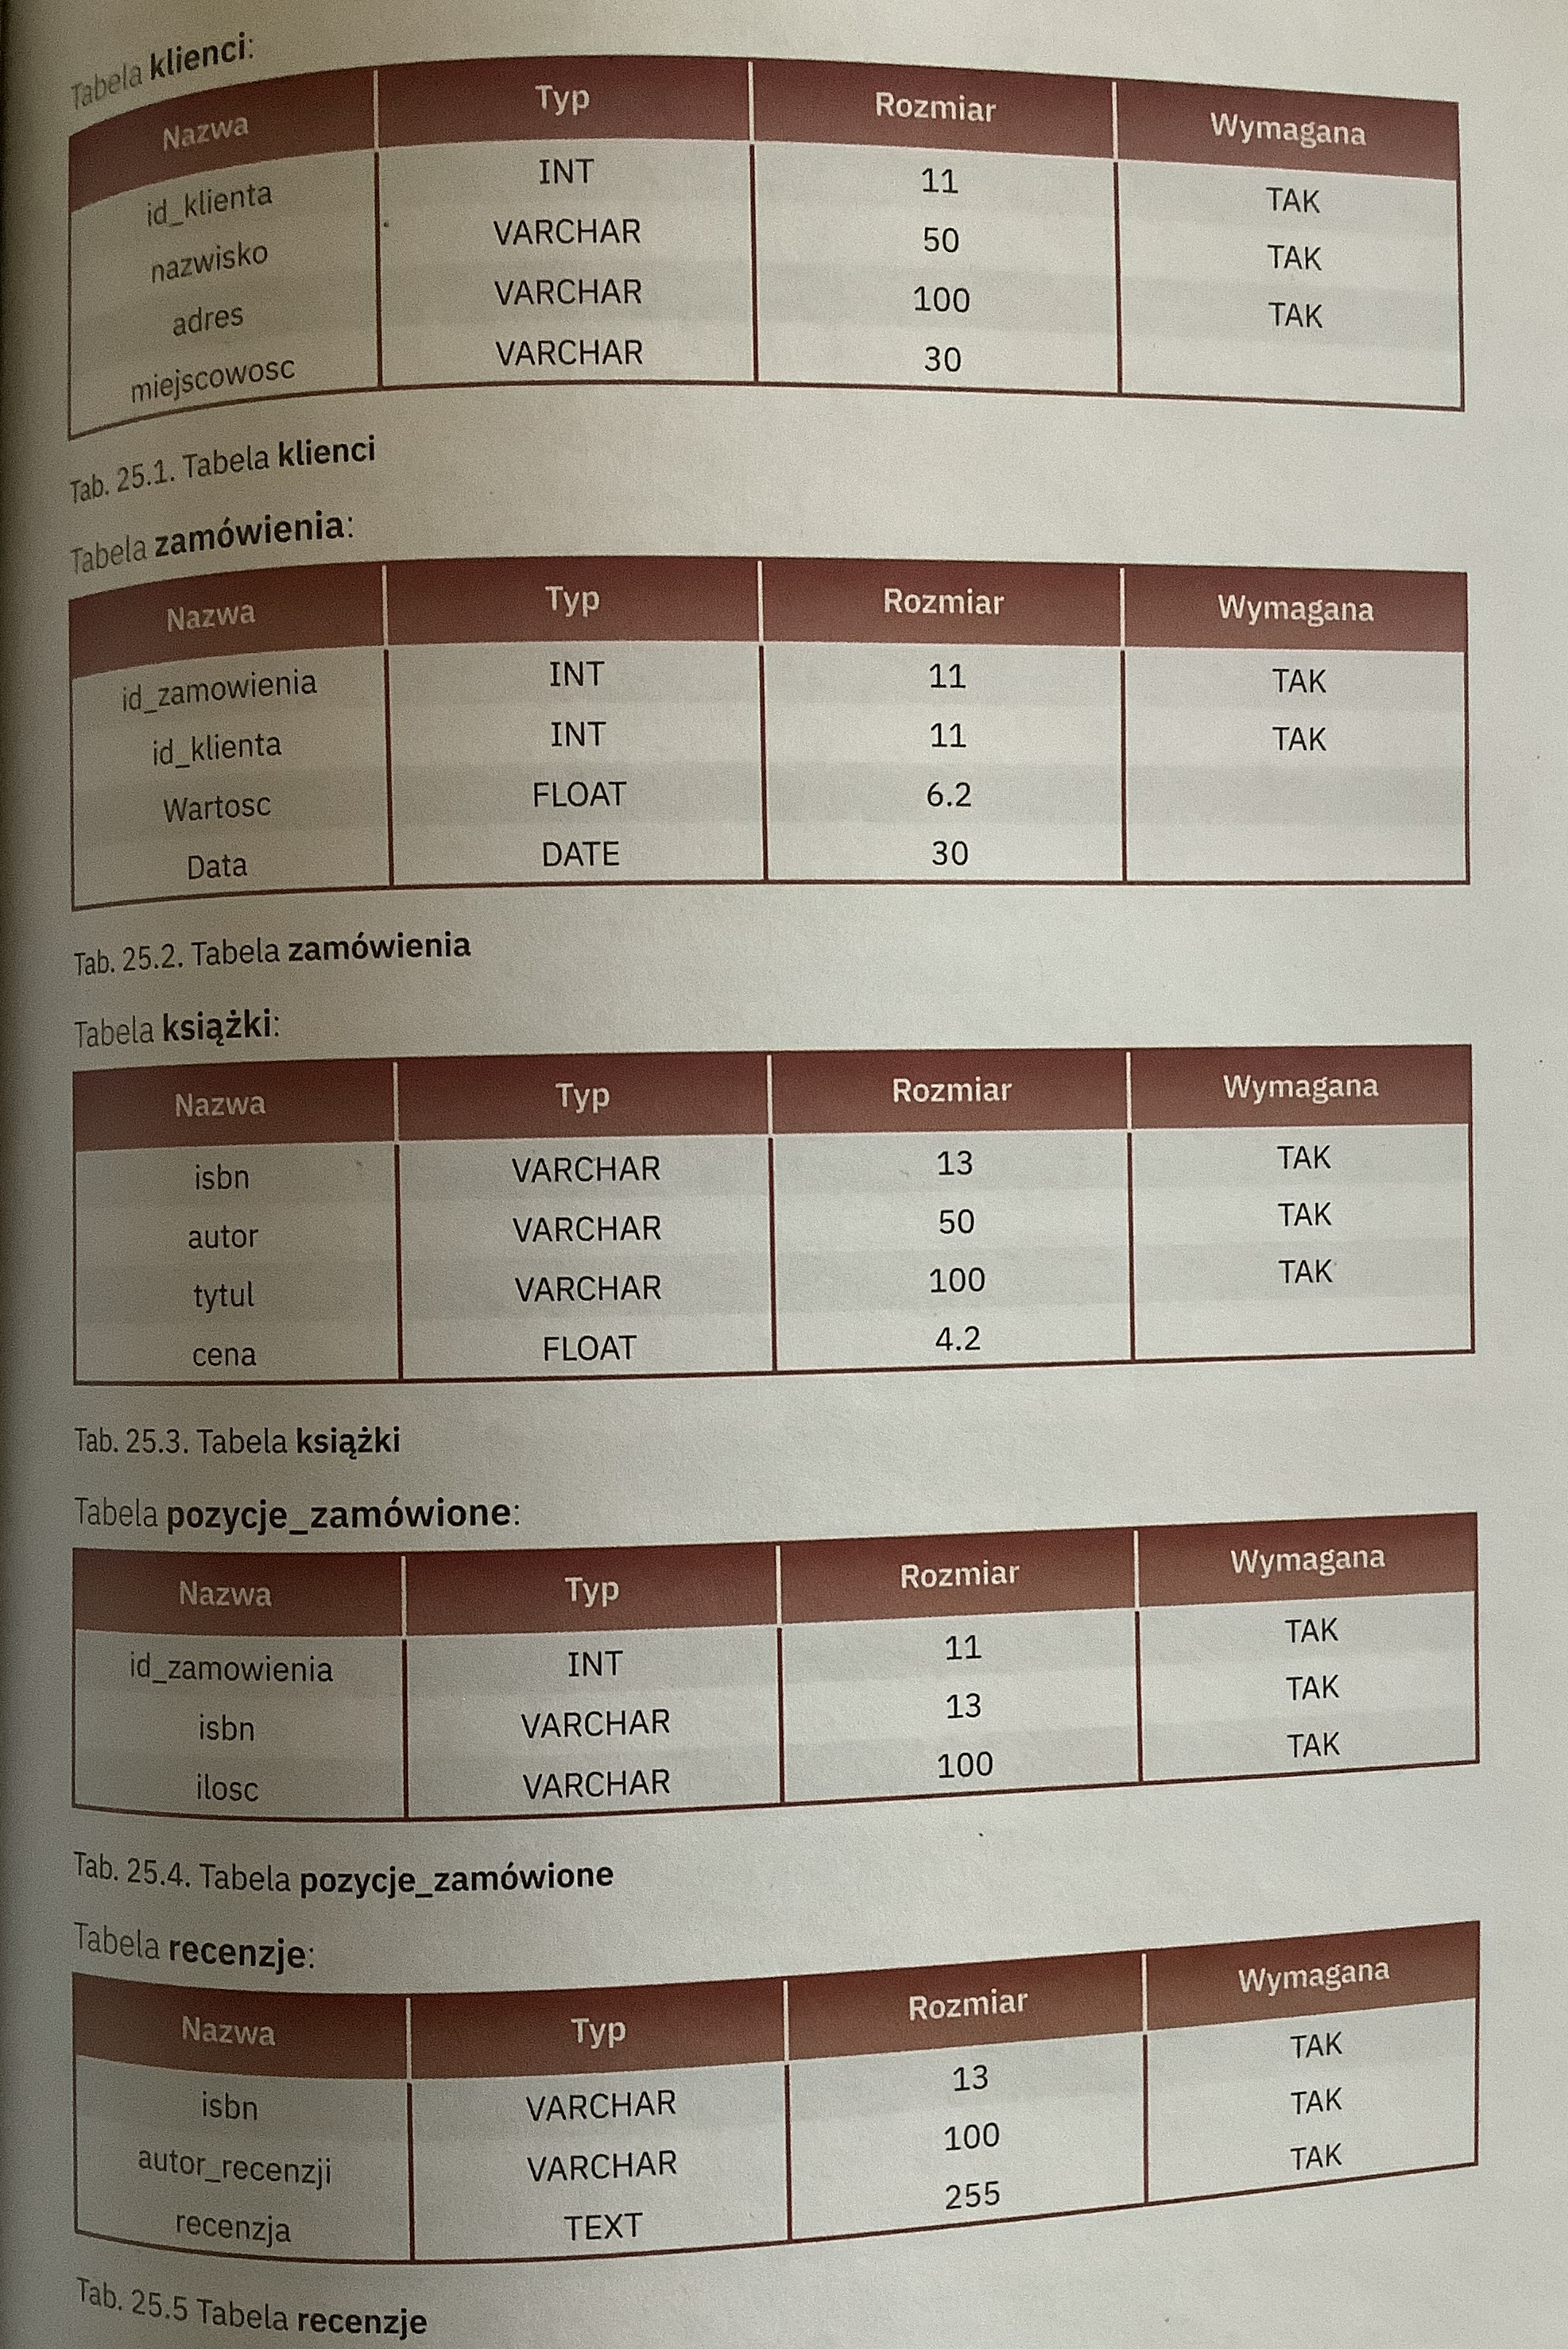 Tabela klienci:
Nazwa Typ Rozmiar Wymagana
id_klienta INT 11 TAK
nazwisko VARCHAR 50 TAK
adres VARCHAR 100 TAK
miejscowosc VARCHAR 30
Tab. 25.1. Tabela klienci
Tabela zamówienia:
Nazwa Typ Rozmiar Wymagana
id_zamowienia INT 11 TAK
id_klienta INT 11 TAK
Wartosc FLOAT 6.2
Data DATE 30
Tab. 25.2. Tabela zamówienia
Tabela książki:
Nazwa Typ Rozmiar Wymagana
isbn VARCHAR 13 TAK
autor VARCHAR 50 TAK
tytul VARCHAR 100 TAK
cena FLOAT 4.2
Tab. 25.3. Tabela książki
Tabela pozycje_zamówione:
Nazwa Typ Rozmiar Wymagana
id_zamowienia INT 11 TAK
isbn VARCHAR 13 TAK
ilosc VARCHAR 100 TAK
Tab. 25.4. Tabela pozycje_zamówione
Tabela recenzje:
Nazwa Typ Rozmiar Wymagana
isbn VARCHAR 13 TAK
autor_recenzji VARCHAR 100 TAK
recenzja TEXT 255 TAK
Tab. 25.5 Tabela recenzje